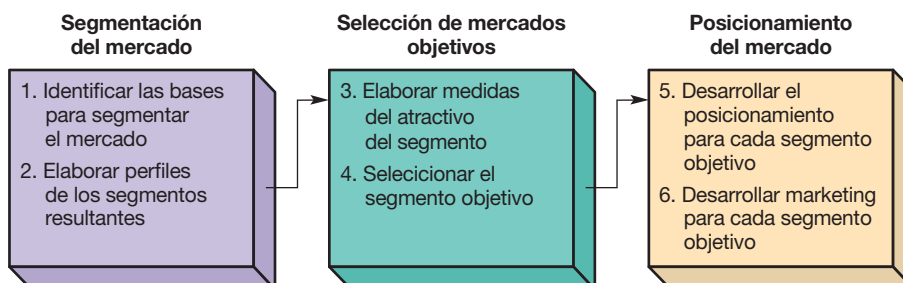 Segmentación
del mercado
1. Identificar las bases
para segmentar
el mercado
2. Elaborar perfiles
de los segmentos
resultantes
Selección de mercados
objetivos
3. Elaborar medidas
del atractivo
del segmento
4. Selecicionar el
segmento objetivo
Posicionamiento
del mercado
5. Desarrollar el
posicionamiento
para cada segmento
objetivo
6. Desarrollar marketing
para cada segmento
objetivo